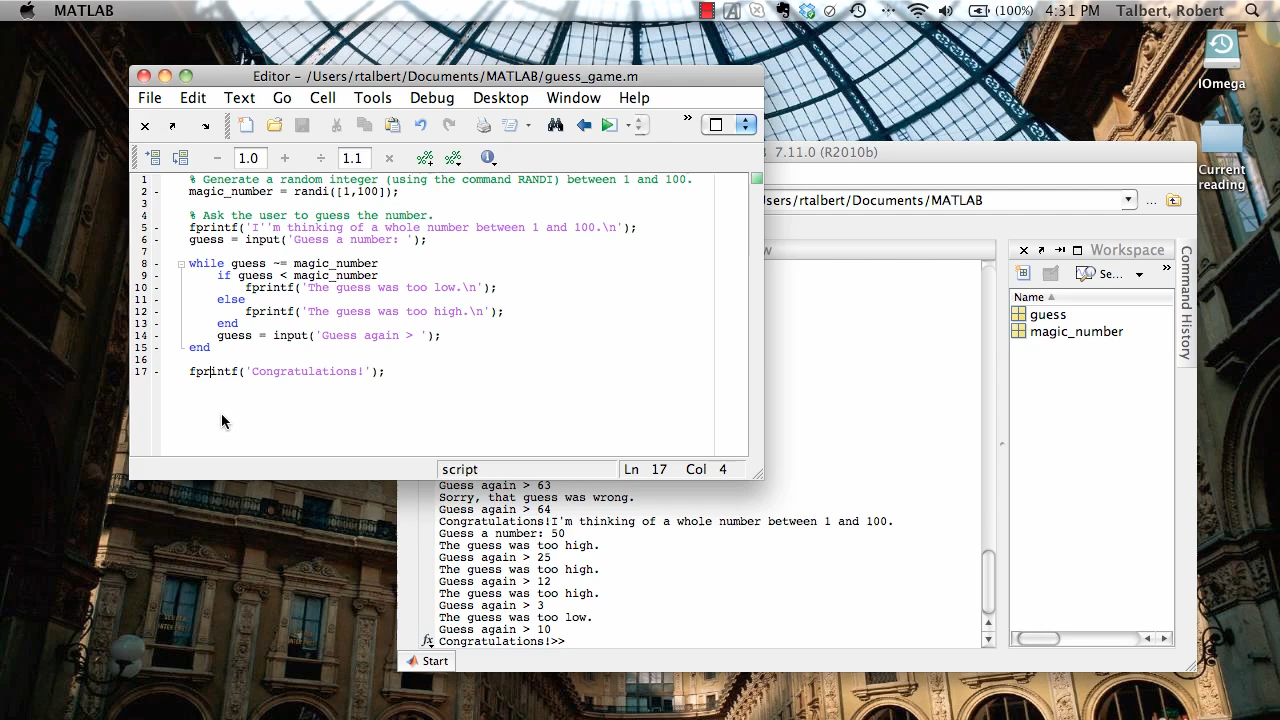 MATLAB
(100%) 4:31 PM Talbert, Robert
Editor - /Users/rtalbert/Documents/MATLAB/guess_game.m
File Edit Text Go Cell Tools Debug Desktop Window Help
1.0
1.1
1 % Generate a random integer (using the command RANDI) between 1 and 100.
2 - magic_number = randi([1,100]);
3
4 % Ask the user to guess the number.
5 - fprintf('I''m thinking of a whole number between 1 and 100.\n');
6 - guess = input('Guess a number: ');
7
8 - while guess ~= magic_number
9 - if guess < magic_number
10 - fprintf('The guess was too low.\n');
11 - else
12 - fprintf('The guess was too high.\n');
13 - end
14 - guess = input('Guess again > ');
15 - end
16
17 - fprintf('Congratulations!');
script
Ln 17 Col 4
7.11.0 (R2010b)
sers/rtalbert/Documents/MATLAB
...
w
Guess again > 63
Sorry, that guess was wrong.
Guess again > 64
Congratulations!I'm thinking of a whole number between 1 and 100.
Guess a number: 50
The guess was too high.
Guess again > 25
The guess was too high.
Guess again > 12
The guess was too high.
Guess again > 3
The guess was too low.
Guess again > 10
fx Congratulations!>>
Start
Workspace
Se...
Name
guess
magic_number
Command History
IOmega
Current
reading